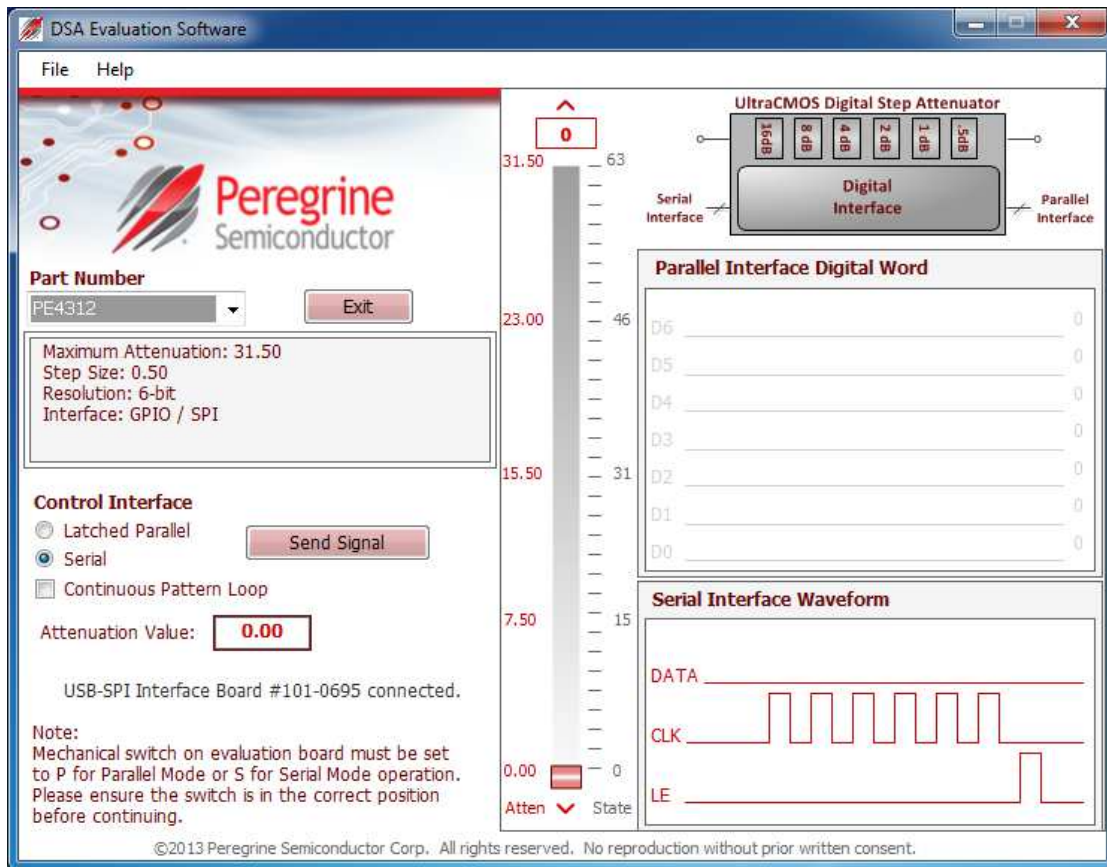 DSA Evaluation Software
File Help
Peregrine
Semiconductor
Part Number
PE4312
Exit
Maximum Attenuation: 31.50
Step Size: 0.50
Resolution: 6-bit
Interface: GPIO / SPI
Control Interface
Latched Parallel
Serial
Send Signal
Continuous Pattern Loop
Attenuation Value: 0.00
USB-SPI Interface Board #101-0695 connected.
Note:
Mechanical switch on evaluation board must be set
to P for Parallel Mode or S for Serial Mode operation.
Please ensure the switch is in the correct position
before continuing.
0
31.50 63
23.00 46
15.50 31
7.50 15
0.00 0
Atten State
UltraCMOS Digital Step Attenuator
16dB 8 dB 4 dB 2 dB 1 dB .5dB
Serial
Interface
Digital
Interface
Parallel
Interface
Parallel Interface Digital Word
D6 0
D5 0
D4 0
D3 0
D2 0
D1 0
D0 0
Serial Interface Waveform
DATA
CLK
LE
©2013 Peregrine Semiconductor Corp. All rights reserved. No reproduction without prior written consent.